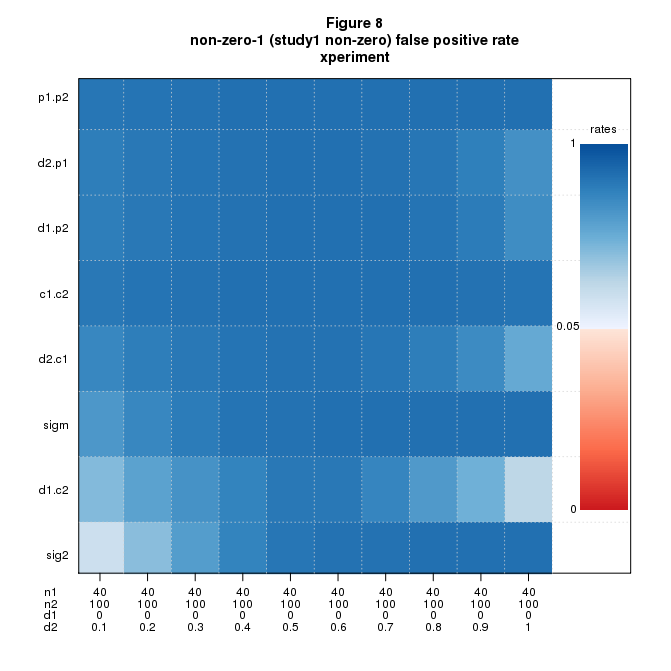 Figure 8
non-zero-1 (study1 non-zero) false positive rate
xperiment
p1.p2
d2.p1
d1.p2
c1.c2
d2.c1
sigm
d1.c2
sig2
rates
1
0.05
0
n1 40 40 40 40 40 40 40 40 40 40
n2 100 100 100 100 100 100 100 100 100 100
d1 0 0 0 0 0 0 0 0 0 0
d2 0.1 0.2 0.3 0.4 0.5 0.6 0.7 0.8 0.9 1